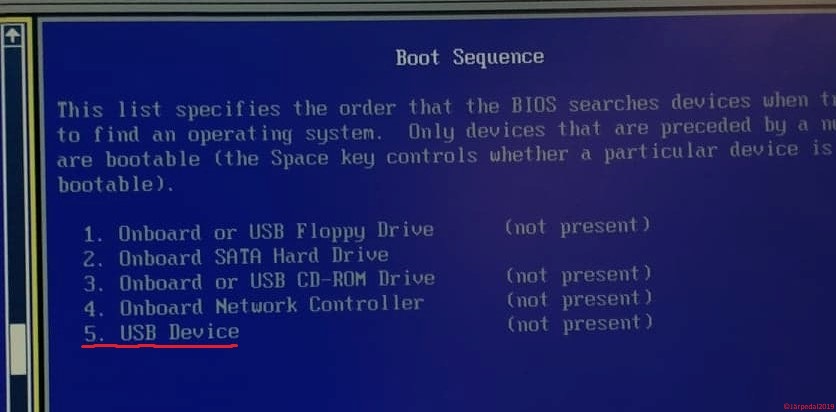 Boot Sequence
This list specifies the order that the BIOS searches devices when
to find an operating system. Only devices that are preceded by a
are bootable (the Space key controls whether a particular device is
bootable).
1. Onboard or USB Floppy Drive (not present)
2. Onboard SATA Hard Drive
3. Onboard or USB CD-ROM Drive (not present)
4. Onboard Network Controller (not present)
5. USB Device (not present)